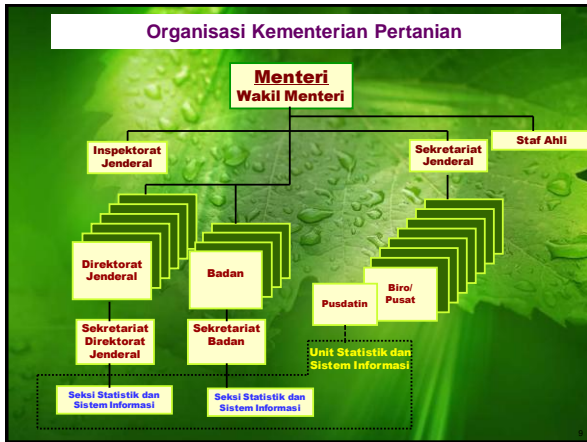 Organisasi Kementerian Pertanian
Menteri
Wakil Menteri
Staf Ahli
Inspektorat
Jenderal
Sekretariat
Jenderal
Direktorat
Jenderal
Badan
Pusdatin
Biro/
Pusat
Sekretariat
Direktorat
Jenderal
Sekretariat
Badan
Unit Statistik dan
Sistem Informasi
Seksi Statistik dan
Sistem Informasi
Seksi Statistik dan
Sistem Informasi